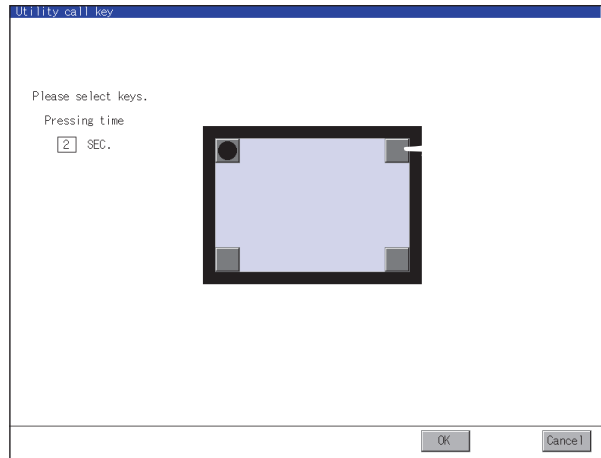 Utility call key
Please select keys.
Pressing time
2 SEC.
OK Cancel